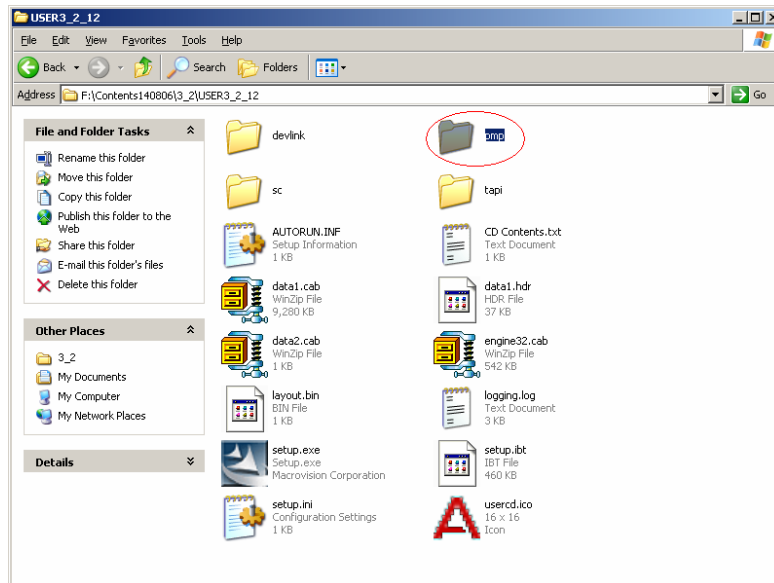 USER3_2_12
File Edit View Favorites Tools Help
Back Search Folders
Address F:\Contents140806\3_2\USER3_2_12 Go
File and Folder Tasks
Rename this folder
Move this folder
Copy this folder
Publish this folder to the
Web
Share this folder
E-mail this folder's files
Delete this folder
Other Places
3_2
My Documents
My Computer
My Network Places
Details
devlink
pmp
sc
tapi
AUTORUN.INF
Setup Information
1 KB
CD Contents.txt
Text Document
1 KB
data1.cab
WinZip File
9,280 KB
data1.hdr
HDR File
37 KB
data2.cab
WinZip File
1 KB
engine32.cab
WinZip File
542 KB
layout.bin
BIN File
1 KB
logging.log
Text Document
3 KB
setup.exe
Setup.exe
Macrovision Corporation
setup.ibt
IBT File
460 KB
setup.ini
Configuration Settings
1 KB
usercd.ico
16 x 16
Icon